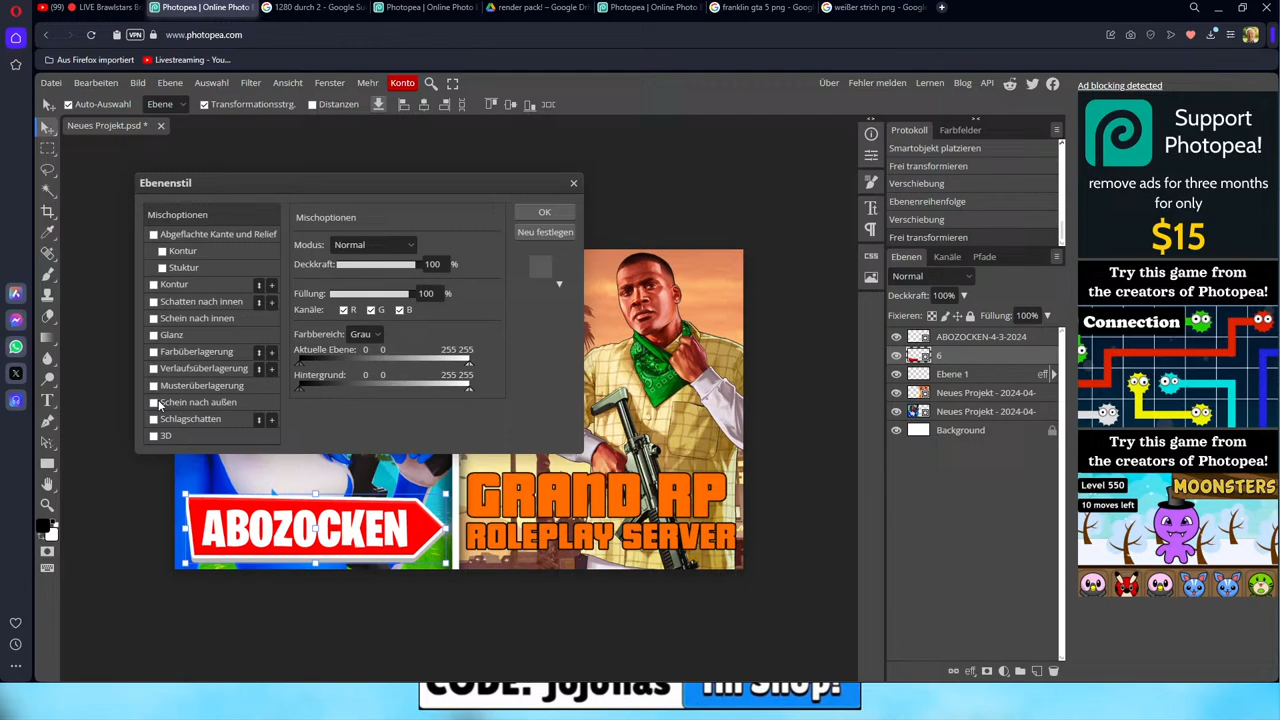 (99) LIVE Brawlstars B
Photopea | Online Photo
1280 durch 2 - Google Su
Photopea | Online Photo
render pack! – Google Dri
Photopea | Online Photo
franklin gta 5 png - Goog
weißer strich png - Googl
VPN www.photopea.com
Aus Firefox importiert Livestreaming - You...
Datei Bearbeiten Bild Ebene Auswahl Filter Ansicht Fenster Mehr Konto
Über Fehler melden Lernen Blog API
Auto-Auswahl Ebene Transformationsstrg. Distanzen
Neues Projekt.psd *
Ebenenstil
Mischoptionen
Abgeflachte Kante und Relief
Kontur
Stuktur
Kontur
Schatten nach innen
Schein nach innen
Glanz
Farbüberlagerung
Verlaufsüberlagerung
Musterüberlagerung
Schein nach außen
Schlagschatten
3D
Mischoptionen
Modus: Normal
Deckkraft: 100 %
Füllung: 100 %
Kanäle: R G B
Farbbereich: Grau
Aktuelle Ebene: 0 0 255 255
Hintergrund: 0 0 255 255
OK
Neu festlegen
ABOZOCKEN
GRAND RP
ROLEPLAY SERVER
CSS
Protokoll Farbfelder
Smartobjekt platzieren
Frei transformieren
Verschiebung
Ebenenreihenfolge
Verschiebung
Frei transformieren
Ebenen Kanäle Pfade
Normal
Deckraft: 100%
Fixieren: Füllung: 100%
ABOZOCKEN-4-3-2024
6
Ebene 1 eff
Neues Projekt - 2024-04-
Neues Projekt - 2024-04-
Background
eff
Ad blocking detected
Support
Photopea!
remove ads for three months
for only
$15
Try this game from
the creators of Photopea!
Connection
Try this game from
the creators of Photopea!
Level 550
MOONSTERS
10 moves left
CODE: jojonas
im Shop!